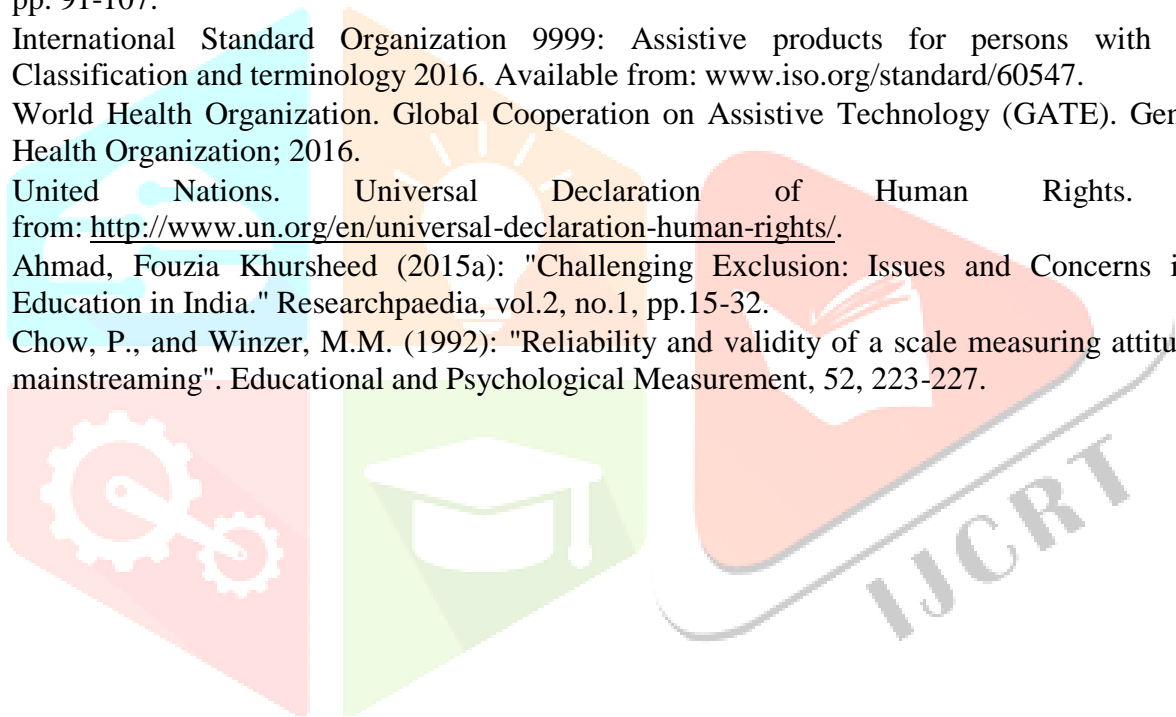 pp. 91-107.
International Standard Organization 9999: Assistive products for persons with
Classification and terminology 2016. Available from: www.iso.org/standard/60547.
World Health Organization. Global Cooperation on Assistive Technology (GATE). Gen
Health Organization; 2016.
United Nations. Universal Declaration of Human Rights.
from: http://www.un.org/en/universal-declaration-human-rights/.
Ahmad, Fouzia Khursheed (2015a): "Challenging Exclusion: Issues and Concerns i
Education in India." Researchpaedia, vol.2, no.1, pp.15-32.
Chow, P., and Winzer, M.M. (1992): "Reliability and validity of a scale measuring attitu
mainstreaming". Educational and Psychological Measurement, 52, 223-227.
IJCRT